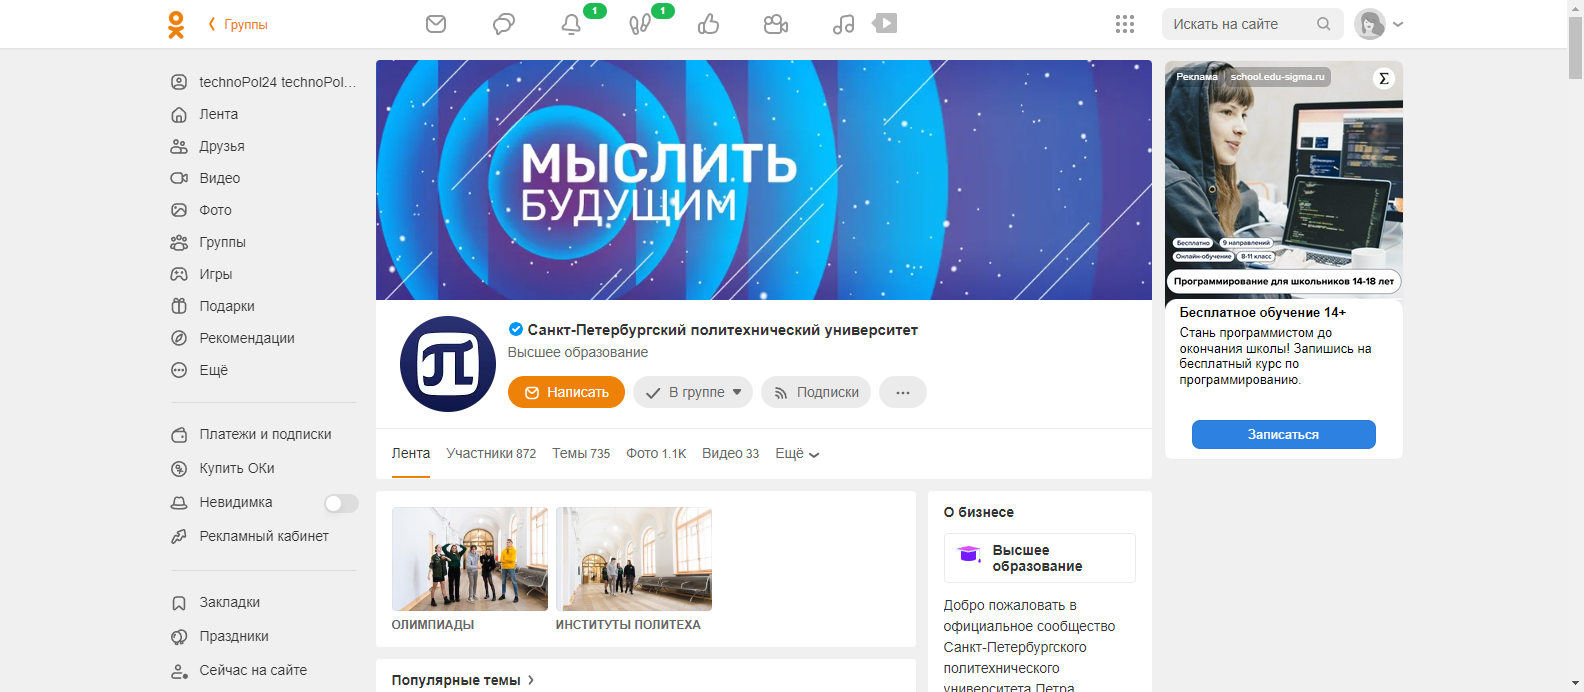 Группы
1
1
Искать на сайте
technoPol24 technoPol...
Лента
Друзья
Видео
Фото
Группы
Игры
Подарки
Рекомендации
Ещё
Платежи и подписки
Купить ОКи
Невидимка
Рекламный кабинет
Закладки
Праздники
Сейчас на сайте
МЫСЛИТЬ
БУДУЩИМ
Санкт-Петербургский политехнический университет
Высшее образование
Написать
В группе
Подписки
Лента
Участники 872
Темы 735
Фото 1.1K
Видео 33
Ещё
ОЛИМПИАДЫ
ИНСТИТУТЫ ПОЛИТЕХА
Популярные темы
О бизнесе
Высшее
образование
Добро пожаловать в
официальное сообщество
Санкт-Петербургского
политехнического
университета Петра
Реклама school.edu-sigma.ru
Σ
Бесплатно 9 направлений
Онлайн-обучение 8-11 класс
Программирование для школьников 14-18 лет
Бесплатное обучение 14+
Стань программистом до
окончания школы! Запишись на
бесплатный курс по
программированию.
Записаться